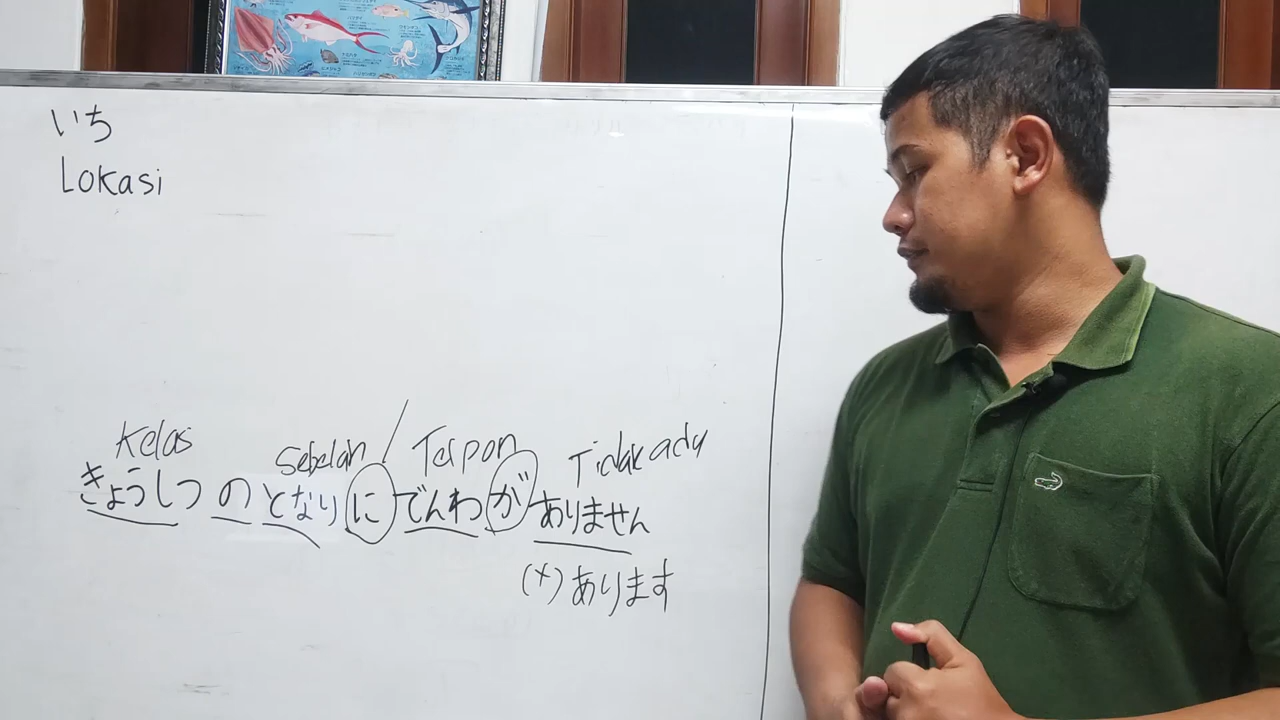 いち
Lokasi
Kelas Sebelah / Telpon Tidak ada
きょうしつ の となり に でんわ が ありません
(+) あります